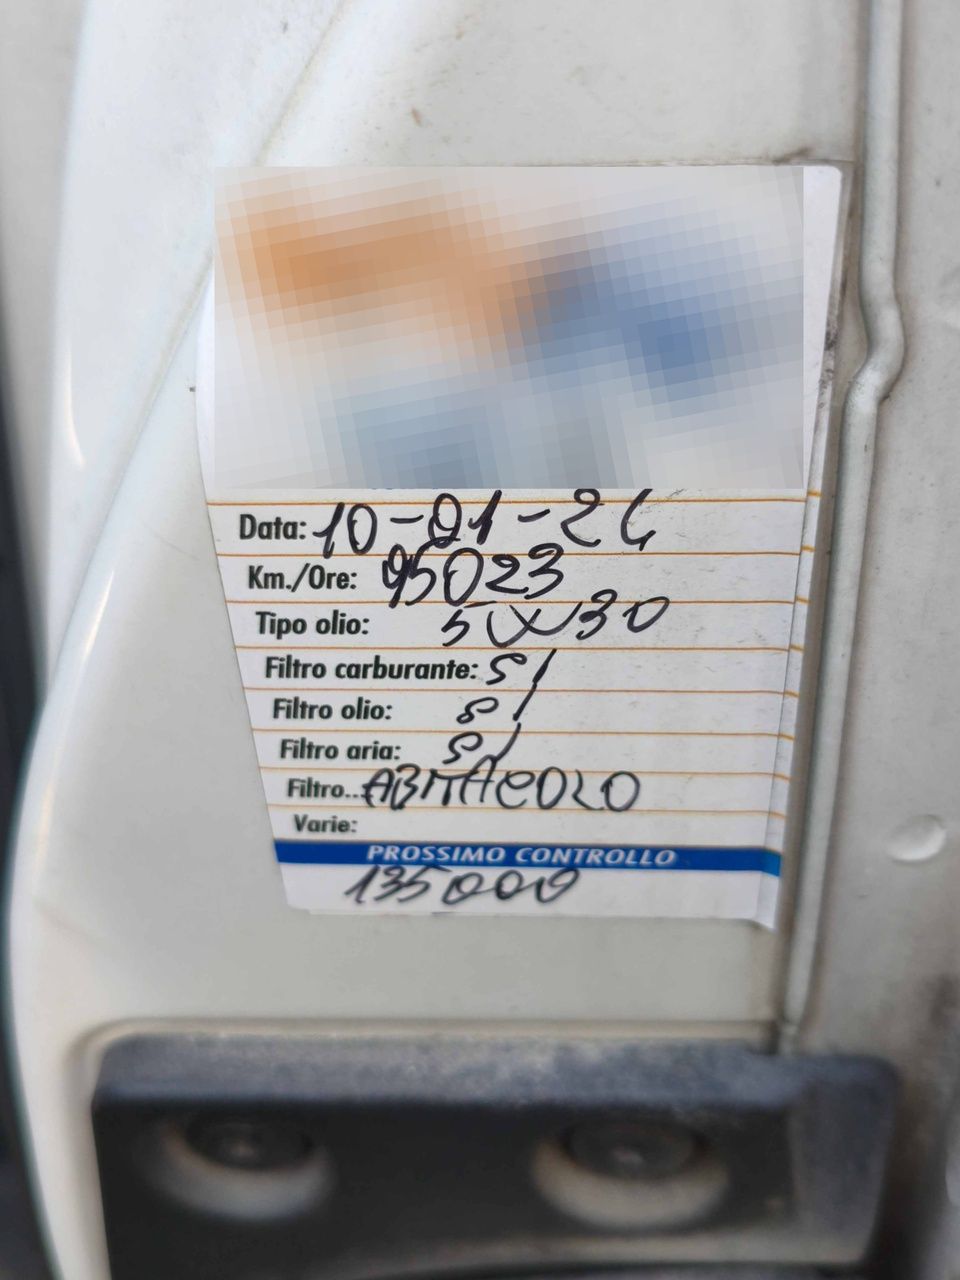 Data: 10-01-24
Km./Ore: 95023
Tipo olio: 5W30
Filtro carburante: SI
Filtro olio: SI
Filtro aria: SI
Filtro... ABITACOLO
Varie:
PROSSIMO CONTROLLO
135000